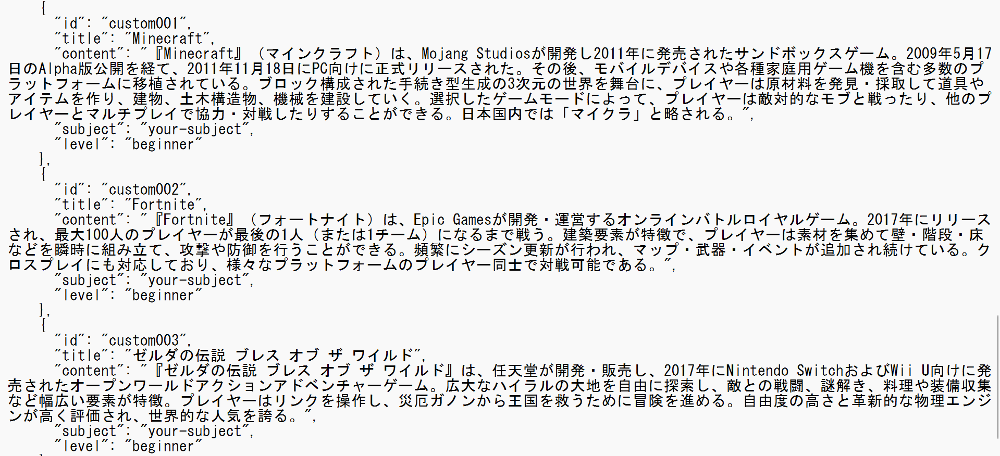 {
"id": "custom001",
"title": "Minecraft",
"content": "『Minecraft』（マインクラフト）は、Mojang Studiosが開発し2011年に発売されたサンドボックスゲーム。2009年5月17
日のAlpha版公開を経て、2011年11月18日にPC向けに正式リリースされた。その後、モバイルデバイスや各種家庭用ゲーム機を含む多数のプ
ラットフォームに移植されている。ブロック構成された手続き型生成の3次元の世界を舞台に、プレイヤーは原材料を発見・採取して道具や
アイテムを作り、建物、土木構造物、機械を建設していく。選択したゲームモードによって、プレイヤーは敵対的なモブと戦ったり、他のプ
レイヤーとマルチプレイで協力・対戦したりすることができる。日本国内では「マイクラ」と略される。",
"subject": "your-subject",
"level": "beginner"
},
{
"id": "custom002",
"title": "Fortnite",
"content": "『Fortnite』（フォートナイト）は、Epic Gamesが開発・運営するオンラインバトルロイヤルゲーム。2017年にリリース
され、最大100人のプレイヤーが最後の1人（または1チーム）になるまで戦う。建築要素が特徴で、プレイヤーは素材を集めて壁・階段・床
などを瞬時に組み立て、攻撃や防御を行うことができる。頻繁にシーズン更新が行われ、マップ・武器・イベントが追加され続けている。ク
ロスプレイにも対応しており、様々なプラットフォームのプレイヤー同士で対戦可能である。",
"subject": "your-subject",
"level": "beginner"
},
{
"id": "custom003",
"title": "ゼルダの伝説 ブレス オブ ザ ワイルド",
"content": "『ゼルダの伝説 ブレス オブ ザ ワイルド』は、任天堂が開発・販売し、2017年にNintendo SwitchおよびWii U向けに発
売されたオープンワールドアクションアドベンチャーゲーム。広大なハイラルの大地を自由に探索し、敵との戦闘、謎解き、料理や装備収集
など幅広い要素が特徴。プレイヤーはリンクを操作し、災厄ガノンから王国を救うために冒険を進める。自由度の高さと革新的な物理エンジ
ンが高く評価され、世界的な人気を誇る。",
"subject": "your-subject",
"level": "beginner"